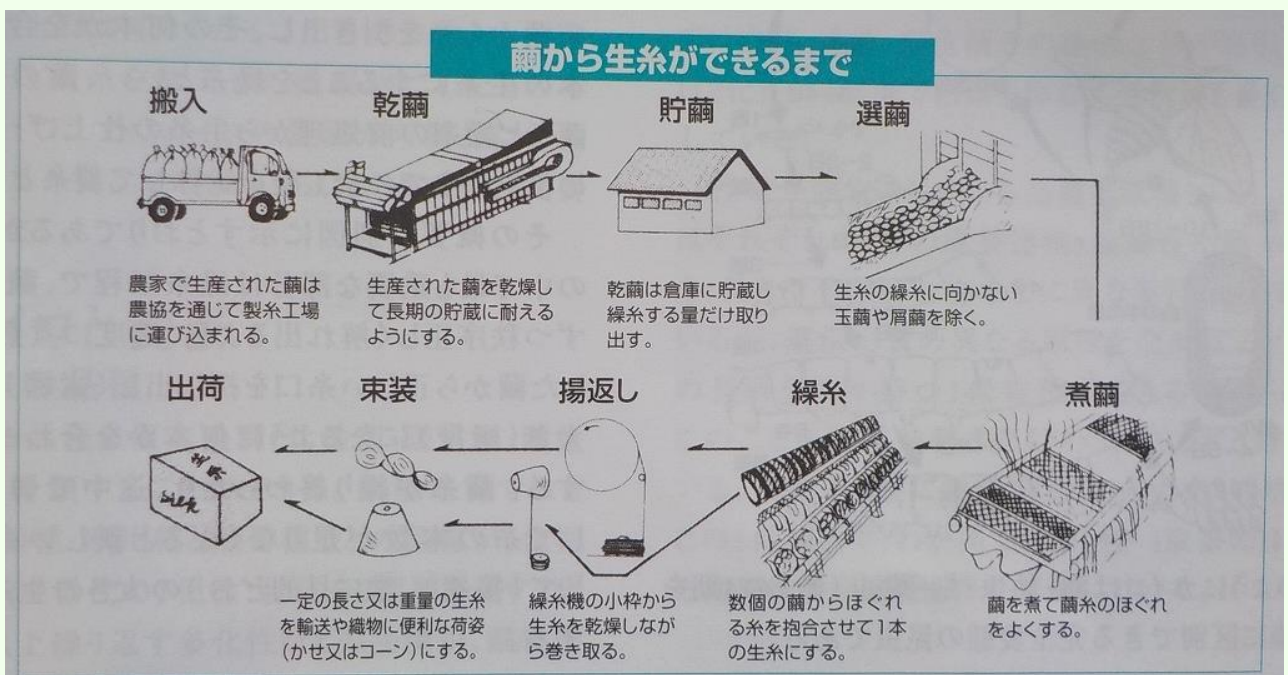 繭から生糸ができるまで
搬入
農家で生産された繭は
農協を通じて製糸工場
に運び込まれる。
乾繭
生産された繭を乾燥し
て長期の貯蔵に耐える
ようにする。
貯繭
乾繭は倉庫に貯蔵し
繰糸する量だけ取り
出す。
選繭
生糸の繰糸に向かない
玉繭や屑繭を除く。
煮繭
繭を煮て繭糸のほぐれ
をよくする。
繰糸
数個の繭からほぐれ
る糸を抱合させて1本
の生糸にする。
揚返し
繰糸機の小枠から
生糸を乾燥しなが
ら巻き取る。
束装
一定の長さ又は重量の生糸
を輸送や織物に便利な荷姿
(かせ又はコーン)にする。
出荷
生糸
Silk